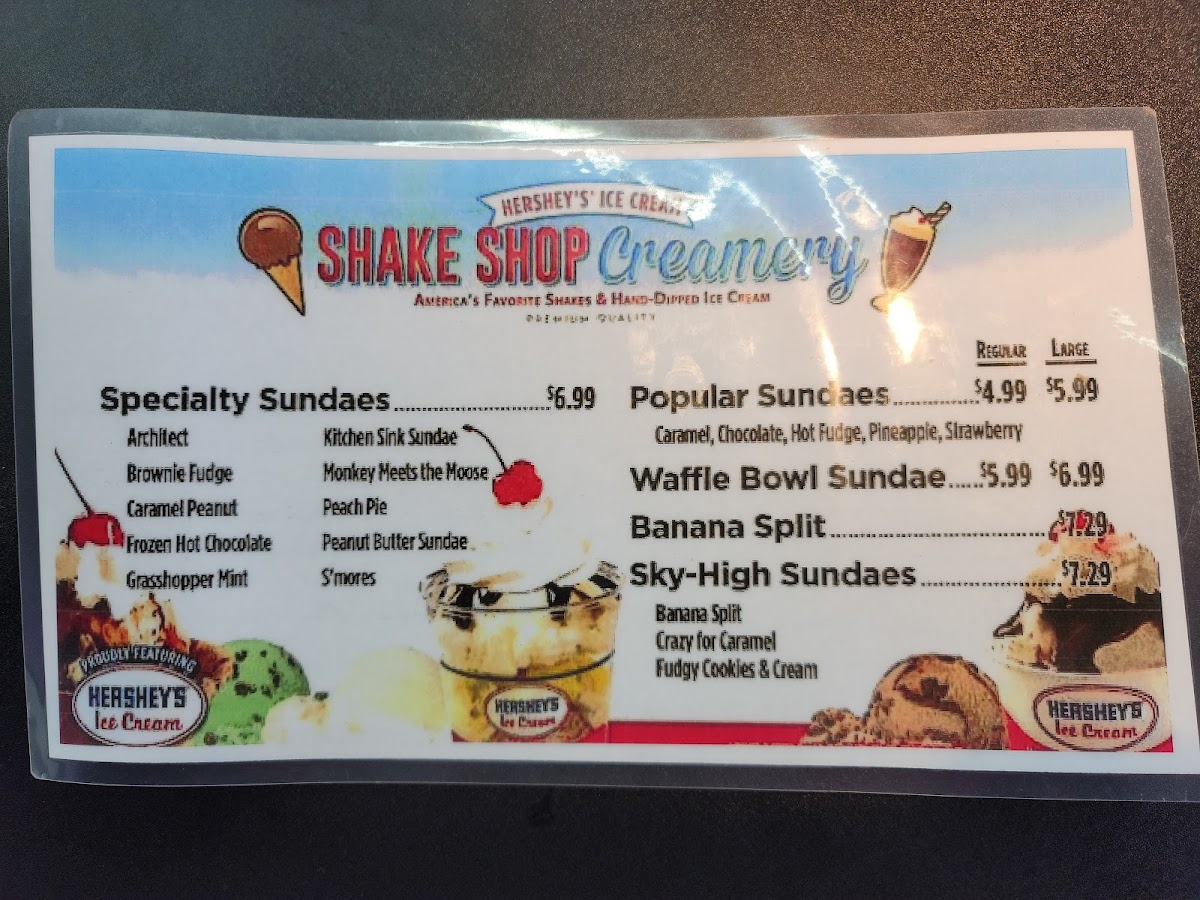 HERSHEY'S' ICE CREAM
SHAKE SHOP Creamery
AMERICA'S FAVORITE SHAKES & HAND-DIPPED ICE CREAM
PREMIUM QUALITY
Specialty Sundaes $6.99
Architect
Brownie Fudge
Caramel Peanut
Frozen Hot Chocolate
Grasshopper Mint
Kitchen Sink Sundae
Monkey Meets the Moose
Peach Pie
Peanut Butter Sundae
S'mores
REGULAR LARGE
Popular Sundaes $4.99 $5.99
Caramel, Chocolate, Hot Fudge, Pineapple, Strawberry
Waffle Bowl Sundae $5.99 $6.99
Banana Split $7.29
Sky-High Sundaes $7.29
Banana Split
Crazy for Caramel
Fudgy Cookies & Cream
PROUDLY FEATURING
HERSHEY'S
Ice Cream
HERSHEY'S
Ice Cream
HERSHEY'S
Ice Cream